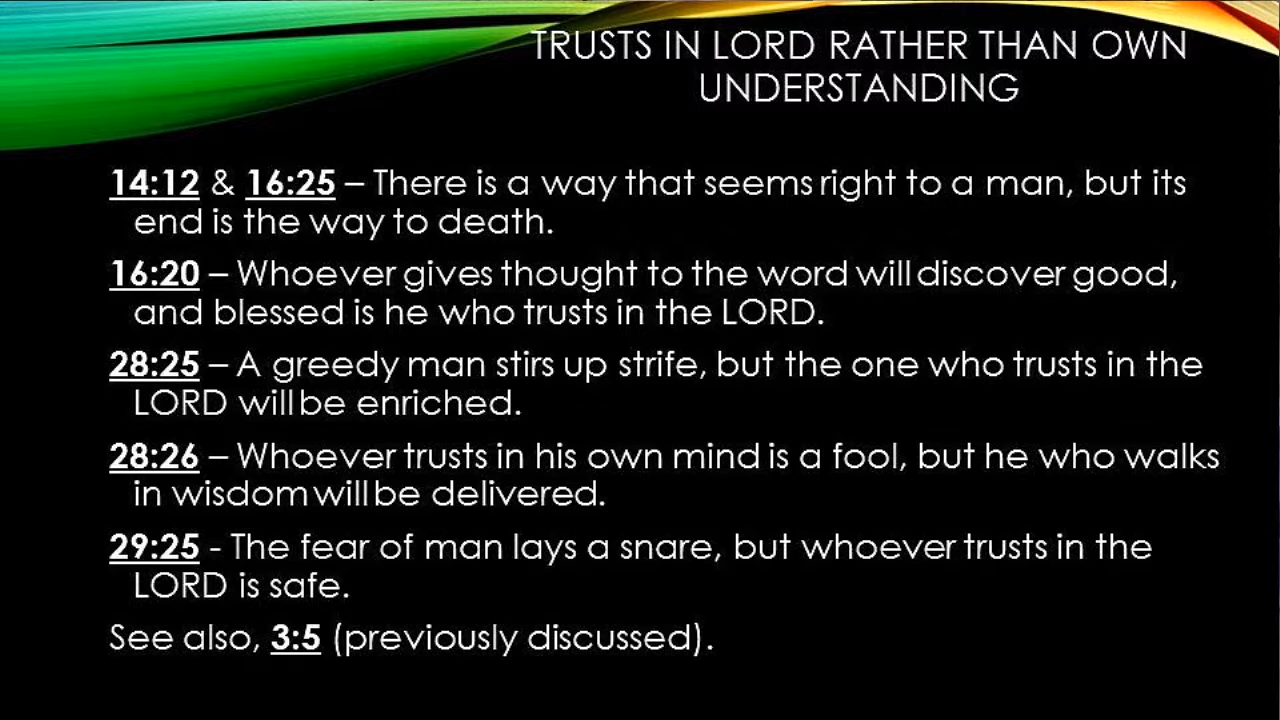 TRUSTS IN LORD RATHER THAN OWN
UNDERSTANDING
14:12 & 16:25 – There is a way that seems right to a man, but its
end is the way to death.
16:20 – Whoever gives thought to the word will discover good,
and blessed is he who trusts in the LORD.
28:25 – A greedy man stirs up strife, but the one who trusts in the
LORD will be enriched.
28:26 – Whoever trusts in his own mind is a fool, but he who walks
in wisdom will be delivered.
29:25 - The fear of man lays a snare, but whoever trusts in the
LORD is safe.
See also, 3:5 (previously discussed).